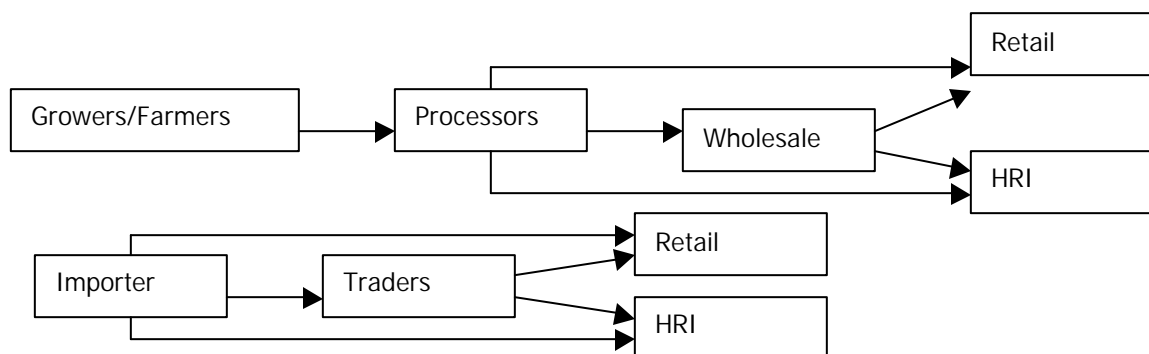 Retail
Growers/Farmers
Processors
Wholesale
HRI
Retail
Importer
Traders
HRI